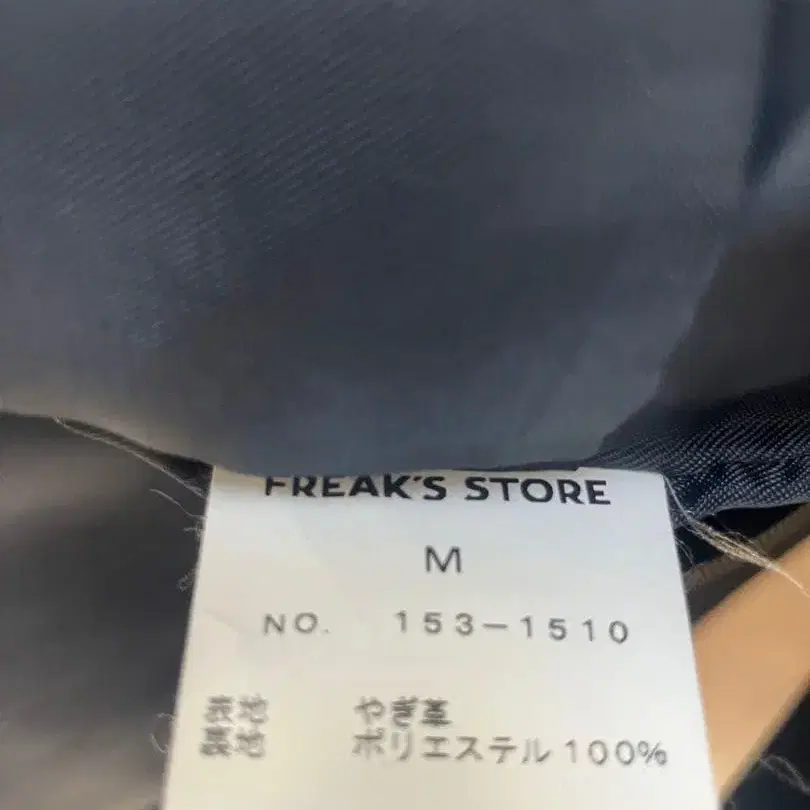 FREAK'S STORE
M
NO. 153-1510
表地 やぎ革
裏地 ポリエステル100%